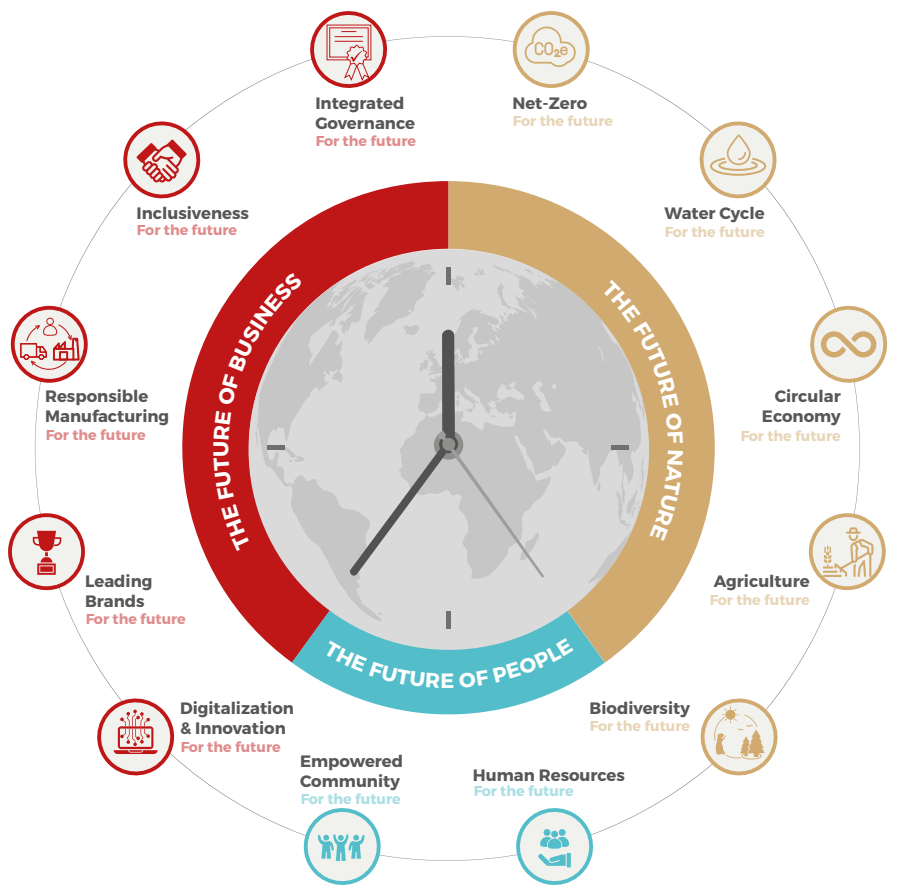 Integrated
Governance
For the future
CO₂e
Net-Zero
For the future
Inclusiveness
For the future
Water Cycle
For the future
THE FUTURE OF BUSINESS
THE FUTURE OF NATURE
Responsible
Manufacturing
For the future
Circular
Economy
For the future
Leading
Brands
For the future
Agriculture
For the future
THE FUTURE OF PEOPLE
Digitalization
& Innovation
For the future
Biodiversity
For the future
Empowered
Community
For the future
Human Resources
For the future